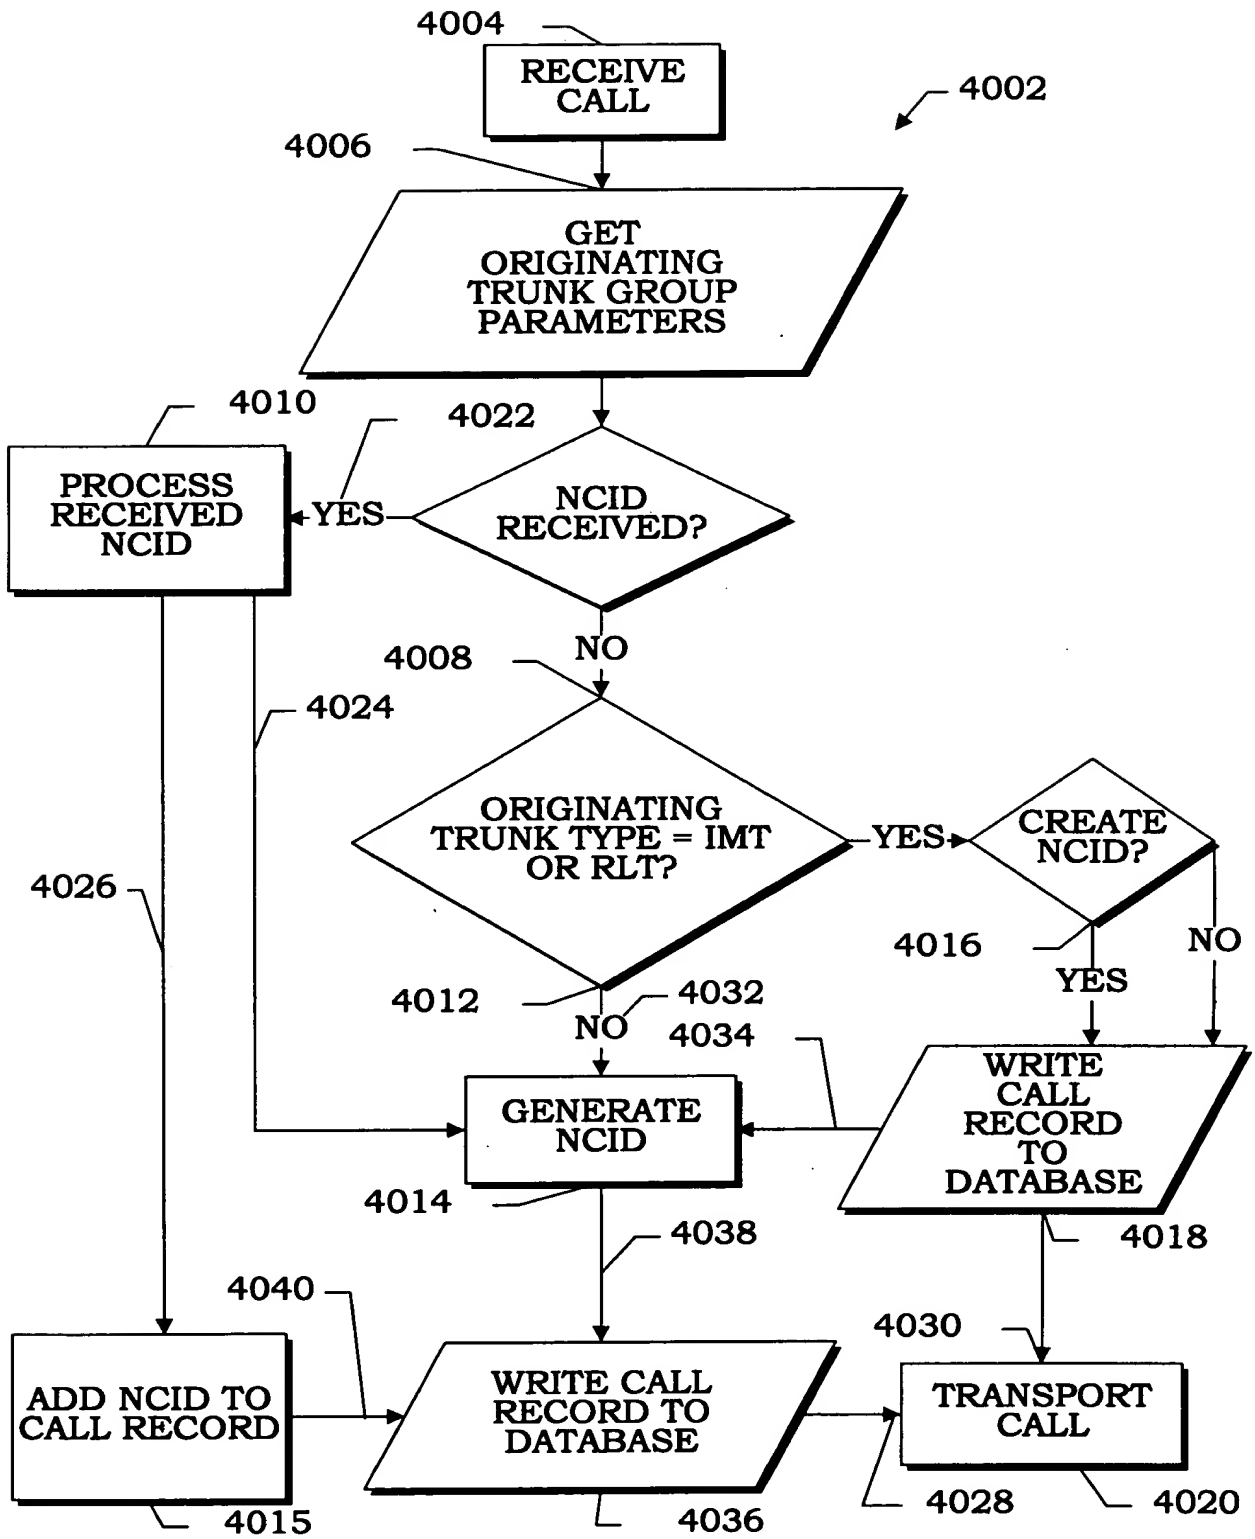 4004
RECEIVE
CALL
4002
4006
GET
ORIGINATING
TRUNK GROUP
PARAMETERS
4010
4022
PROCESS
RECEIVED
NCID
YES
NCID
RECEIVED?
NO
4008
4024
ORIGINATING
TRUNK TYPE = IMT
OR RLT?
YES
CREATE
NCID?
4026
4016
NO
YES
4012
4032
NO
4034
WRITE
CALL
RECORD
TO
DATABASE
GENERATE
NCID
4014
4038
4018
4040
4030
ADD NCID TO
CALL RECORD
WRITE CALL
RECORD TO
DATABASE
TRANSPORT
CALL
4015
4036
4028
4020